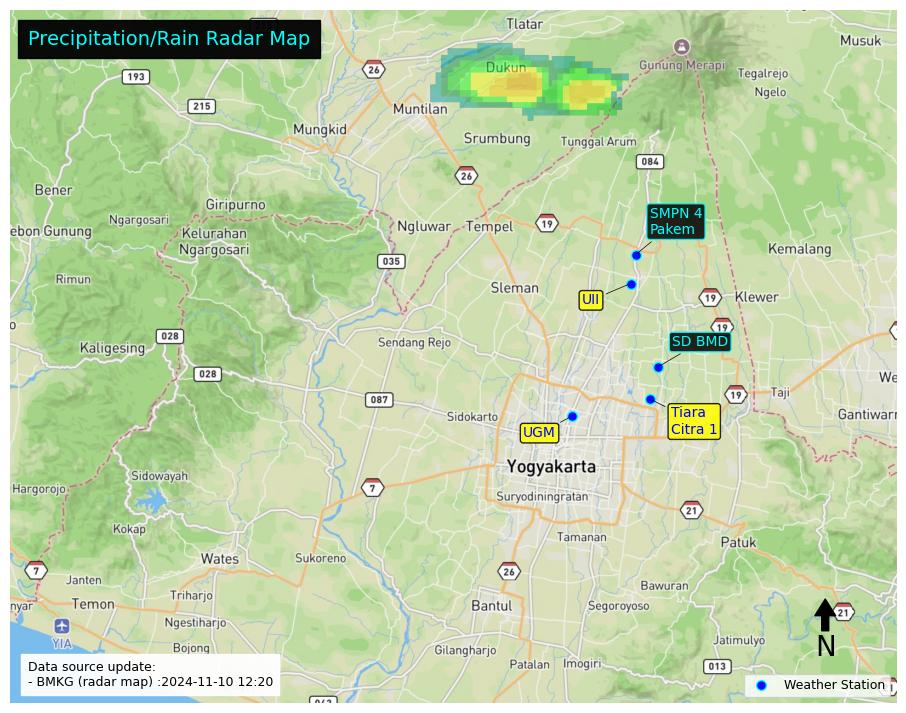 Precipitation/Rain Radar Map
Tlatar
Musuk
26
Dukun
Gunung Merapi
193
Tegalrejo
215
Muntilan
Ngelo
Mungkid
Srumbung
Tunggal Arum
084
26
Bener
Giripurno
SMPN 4
Pakem
Ngargosari
ebon Gunung
Kelurahan
Ngargosari
Ngluwar
Tempel
19
Kemalang
035
Rimun
Sleman
UII
19
Klewer
19
028
Kaligesing
Sendang Rejo
SD BMD
028
We
087
19
Taji
Sidokarto
UGM
Tiara
Citra 1
Gantiwarn
Yogyakarta
Sidowayah
Hargorojo
7
Suryodiningratan
21
Kokap
Tamanan
Patuk
Wates
Sukoreno
7
26
Janten
Bawuran
Triharjo
nyar
Temon
Bantul
Segoroyoso
21
Ngestiharjo
YIA
N
Bojong
Gilangharjo
Jatimulyo
Patalan
Imogiri
013
Data source update:
- BMKG (radar map) :2024-11-10 12:20
Weather Station